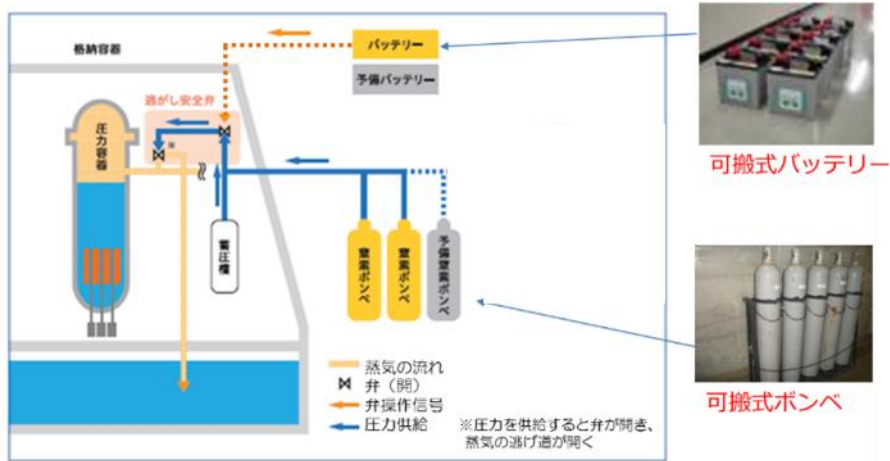 格納容器
バッテリー
予備バッテリー
逃がし安全弁
圧力容器
※
蓄圧槽
窒素ボンベ
窒素ボンベ
予備窒素ボンベ
蒸気の流れ
弁（開）
弁操作信号
圧力供給
※圧力を供給すると弁が開き、
蒸気の逃げ道が開く
可搬式バッテリー
可搬式ボンベ